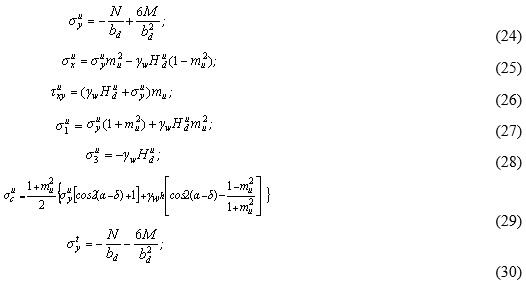 σ_y^u = -N/b_d + 6M/b_d^2; (24)
σ_x^u = σ_y^u m_u^2 - γ_w H_d^u (1 - m_u^2); (25)
τ_xy^u = (γ_w H_d^u + σ_y^u) m_u; (26)
σ_1^u = σ_y^u (1 + m_u^2) + γ_w H_d^u m_u^2; (27)
σ_3^u = -γ_w H_d^u; (28)
σ_c^u = (1+m_u^2)/2 {σ_y^u [cos2(α-δ)+1] + γ_w h [cos2(α-δ) - (1-m_u^2)/(1+m_u^2)]} (29)
σ_y^t = -N/b_d - 6M/b_d^2; (30)